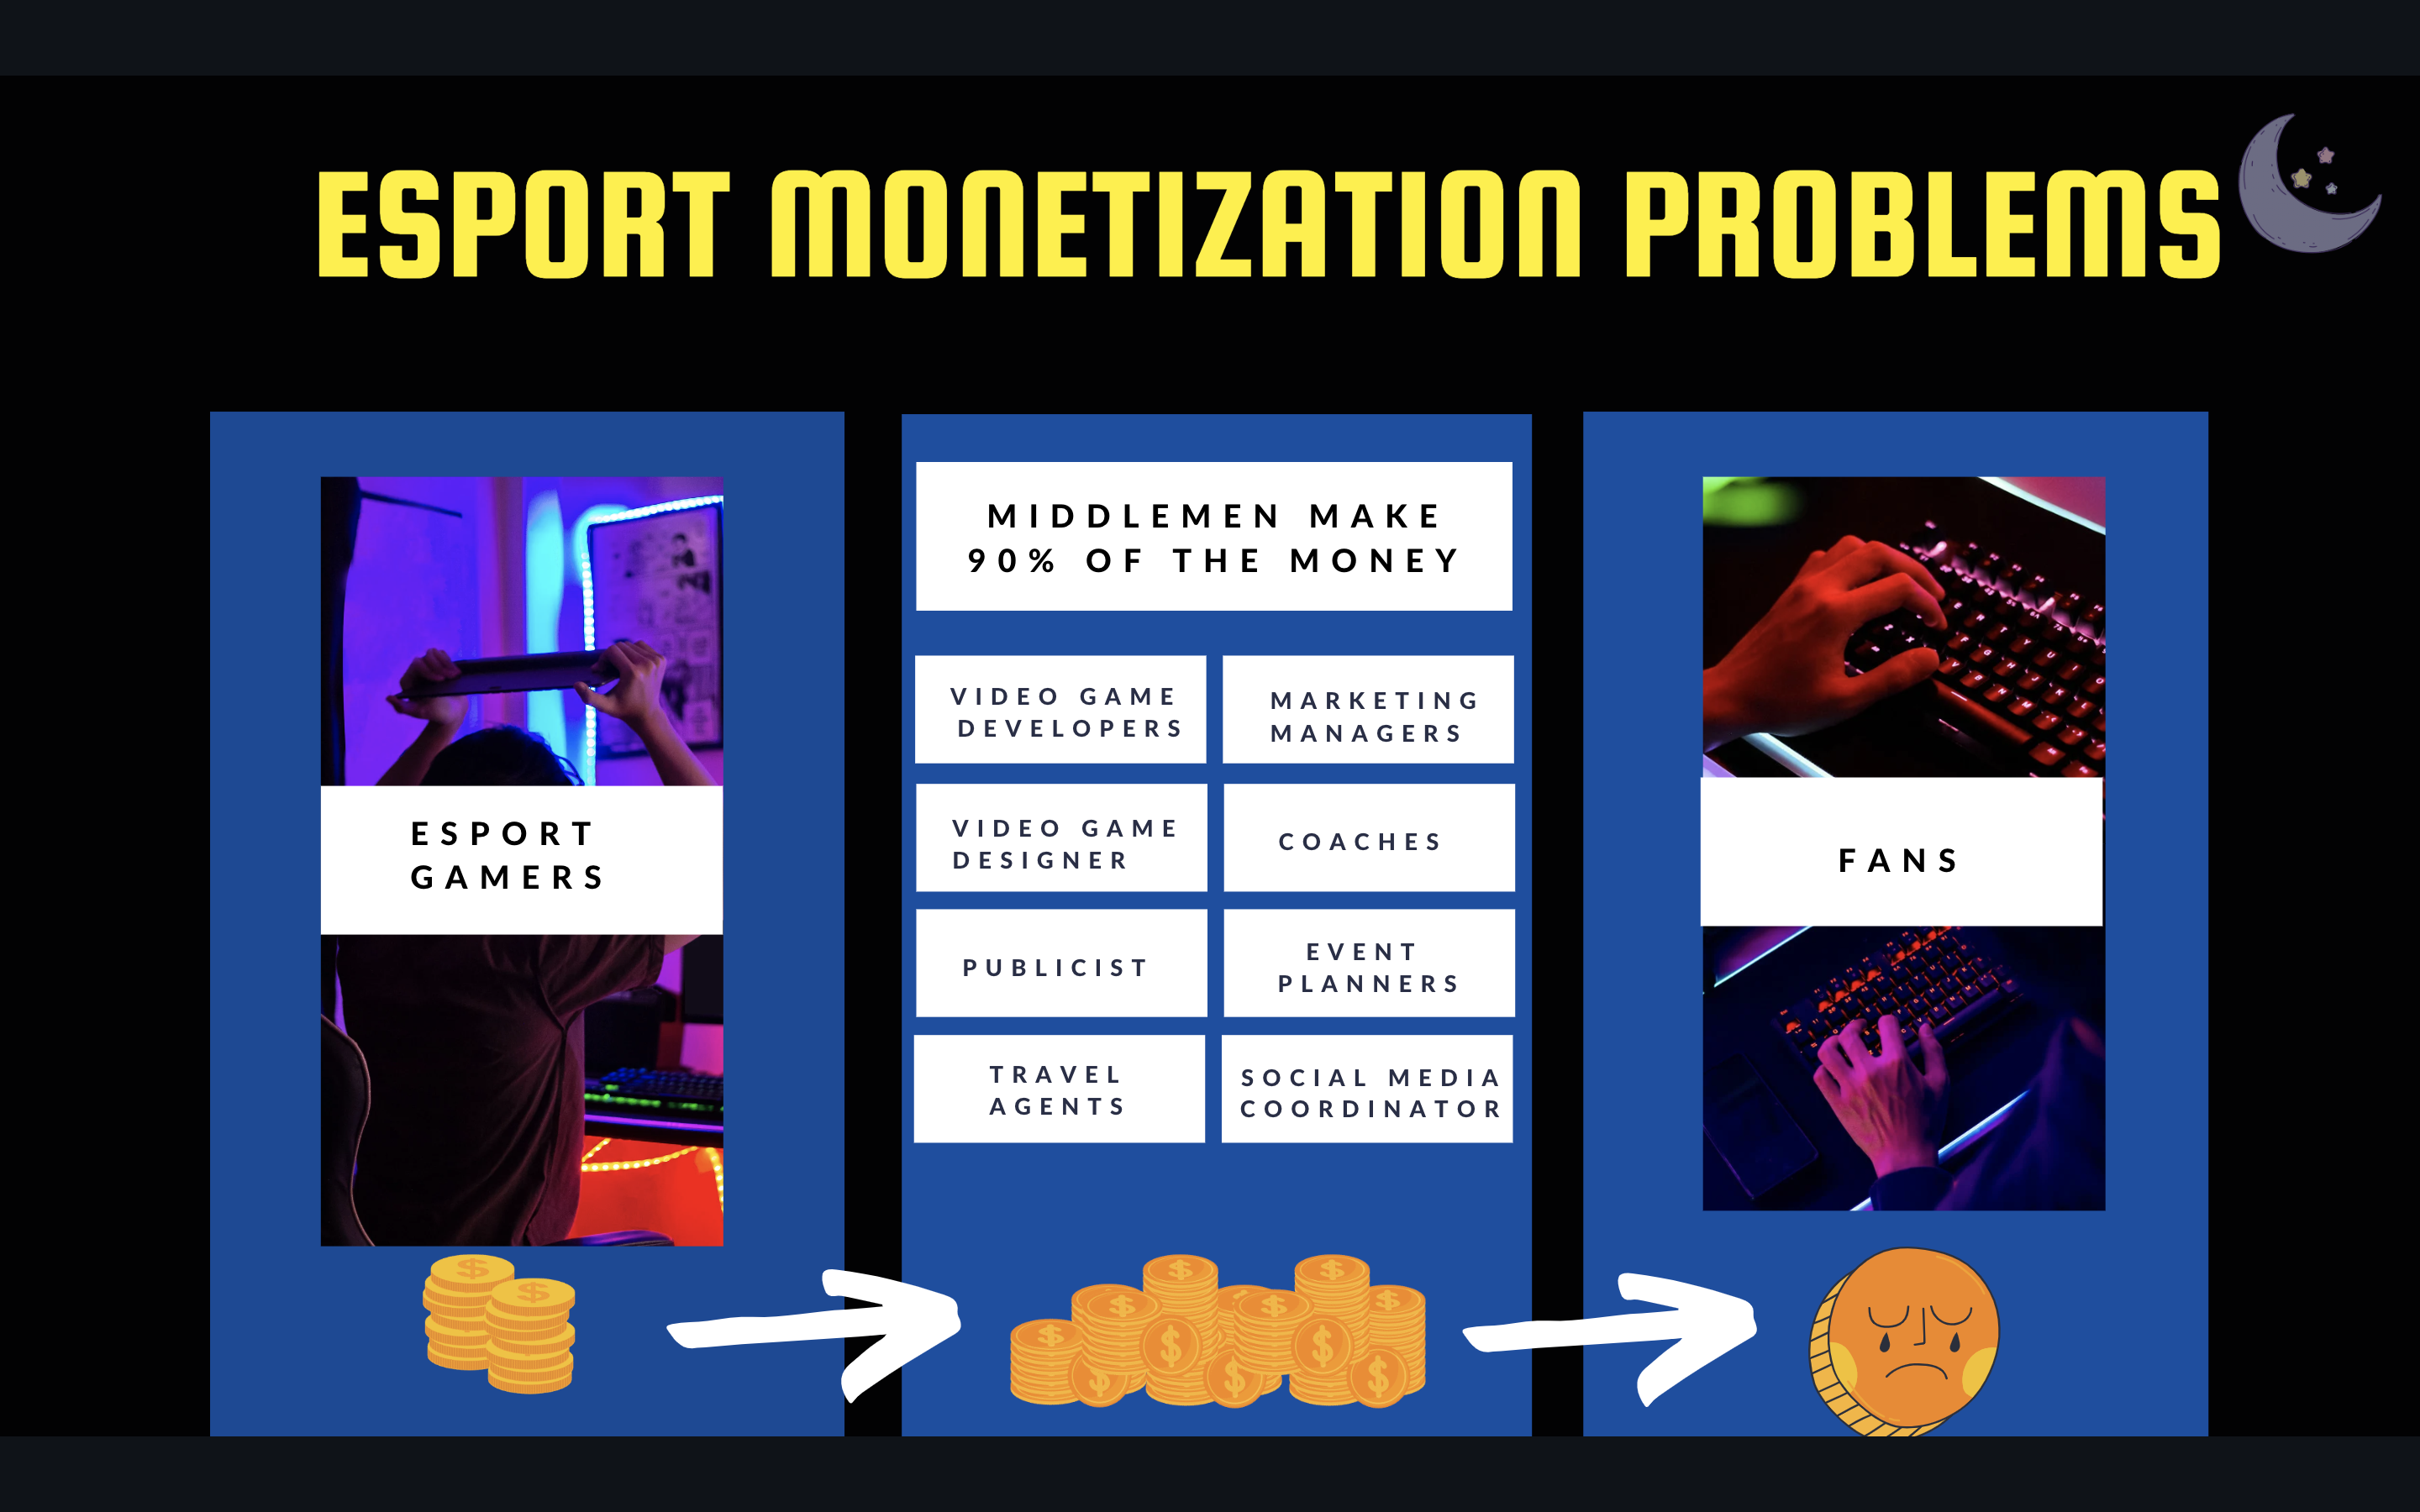 ESPORT MONETIZATION PROBLEMS
ESPORT
GAMERS
MIDDLEMEN MAKE
90% OF THE MONEY
VIDEO GAME
DEVELOPERS
MARKETING
MANAGERS
VIDEO GAME
DESIGNER
COACHES
PUBLICIST
EVENT
PLANNERS
TRAVEL
AGENTS
SOCIAL MEDIA
COORDINATOR
FANS